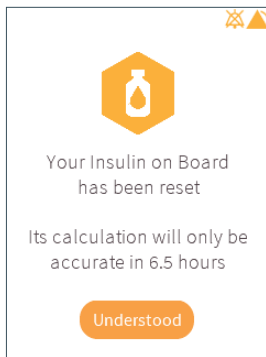 Your Insulin on Board
has been reset
Its calculation will only be
accurate in 6.5 hours
Understood